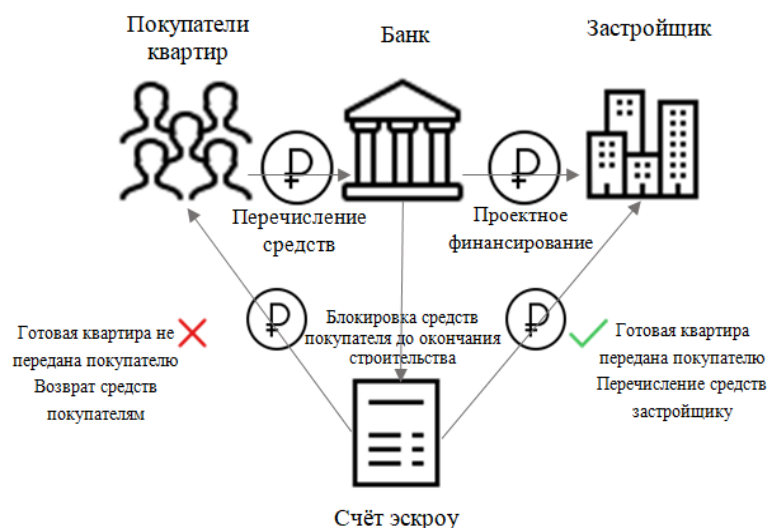 Покупатели
квартир
Банк
Застройщик
Перечисление
средств
Проектное
финансирование
Готовая квартира не
передана покупателю
Возврат средств
покупателям
Блокировка средств
покупателя до окончания
строительства
Готовая квартира
передана покупателю
Перечисление средств
застройщику
Счёт эскроу